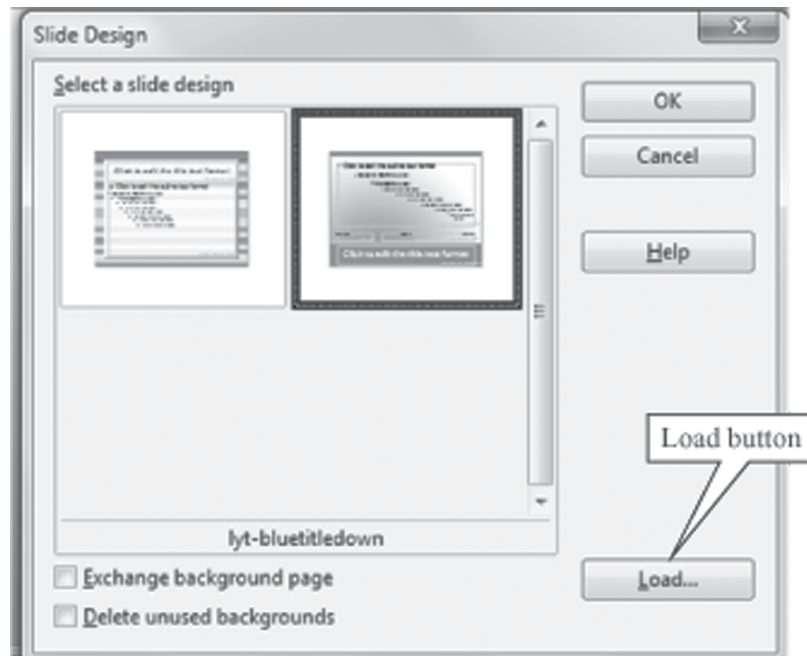 Slide Design
Select a slide design
OK
Cancel
Help
Load button
lyt-bluetitledown
Exchange background page
Load...
Delete unused backgrounds